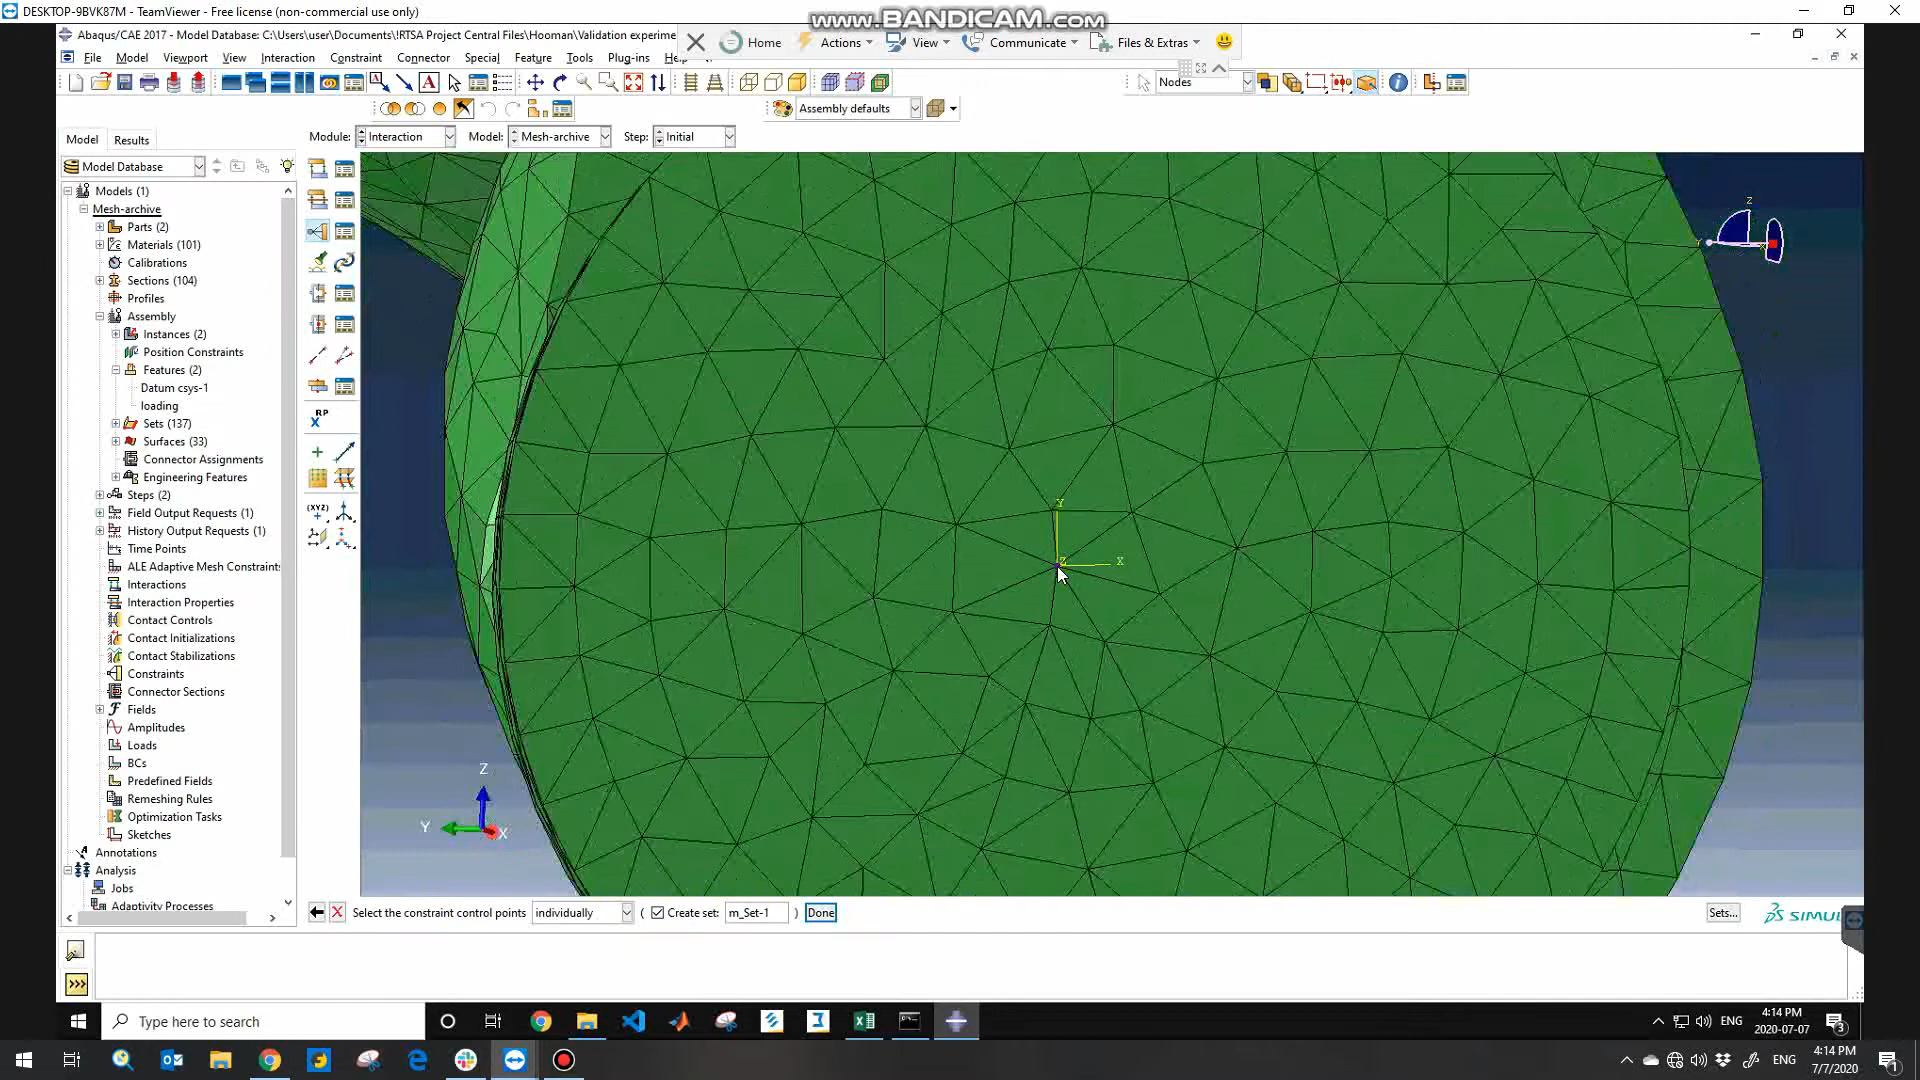 DESKTOP-9BVK87M - TeamViewer - Free license (non-commercial use only)
www.BANDICAM.com
Abaqus/CAE 2017 - Model Database: C:\Users\user\Documents\!RTSA Project Central Files\Hooman\Validation experime
Home Actions View Communicate Files & Extras
File Model Viewport View Interaction Constraint Connector Special Feature Tools Plug-ins Help
Nodes
Assembly defaults
Model Results
Module: Interaction Model: Mesh-archive Step: Initial
Model Database
Models (1)
Mesh-archive
Parts (2)
Materials (101)
Calibrations
Sections (104)
Profiles
Assembly
Instances (2)
Position Constraints
Features (2)
Datum csys-1
loading
Sets (137)
Surfaces (33)
Connector Assignments
Engineering Features
Steps (2)
Field Output Requests (1)
History Output Requests (1)
Time Points
ALE Adaptive Mesh Constraint
Interactions
Interaction Properties
Contact Controls
Contact Initializations
Contact Stabilizations
Constraints
Connector Sections
Fields
Amplitudes
Loads
BCs
Predefined Fields
Remeshing Rules
Optimization Tasks
Sketches
Annotations
Analysis
Jobs
Adaptivity Processes
RP
(XYZ)
Z
Y
X
Z
Y
X
Z
Y
Select the constraint control points individually ( Create set: m_Set-1 ) Done
Sets...
SIMUL
>>>
Type here to search
ENG
4:14 PM
2020-07-07
3
ENG
4:14 PM
7/7/2020
1